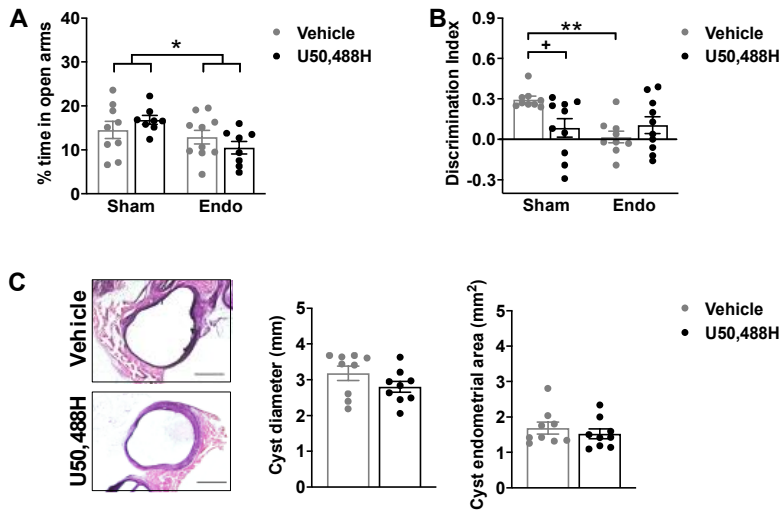 A
% time in open arms
40
30
20
10
0
*
Sham
Endo
Vehicle
U50,488H
B
Discrimination Index
0.9
0.6
0.3
0.0
-0.3
**
+
Sham
Endo
Vehicle
U50,488H
C
Vehicle
U50,488H
Cyst diameter (mm)
5
4
3
2
1
0
Cyst endometrial area (mm²)
5
4
3
2
1
0
Vehicle
U50,488H